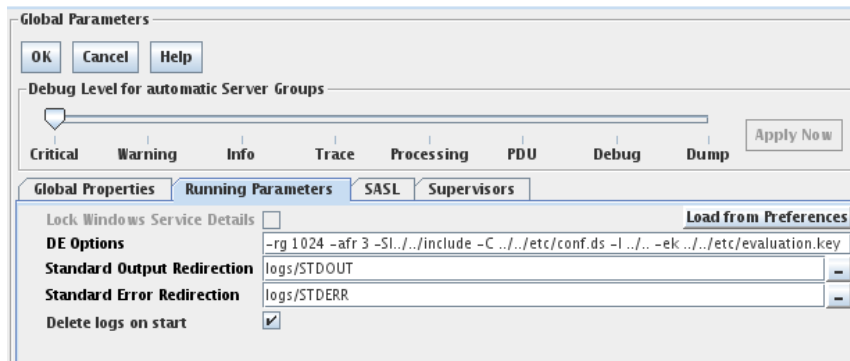 Global Parameters
OK Cancel Help
Debug Level for automatic Server Groups
Critical Warning Info Trace Processing PDU Debug Dump
Apply Now
Global Properties Running Parameters SASL Supervisors
Lock Windows Service Details Load from Preferences
DE Options -rg 1024 -afr 3 -SI../../include -C ../../etc/conf.ds -l ../.. -ek ../../etc/evaluation.key
Standard Output Redirection logs/STDOUT
Standard Error Redirection logs/STDERR
Delete logs on start